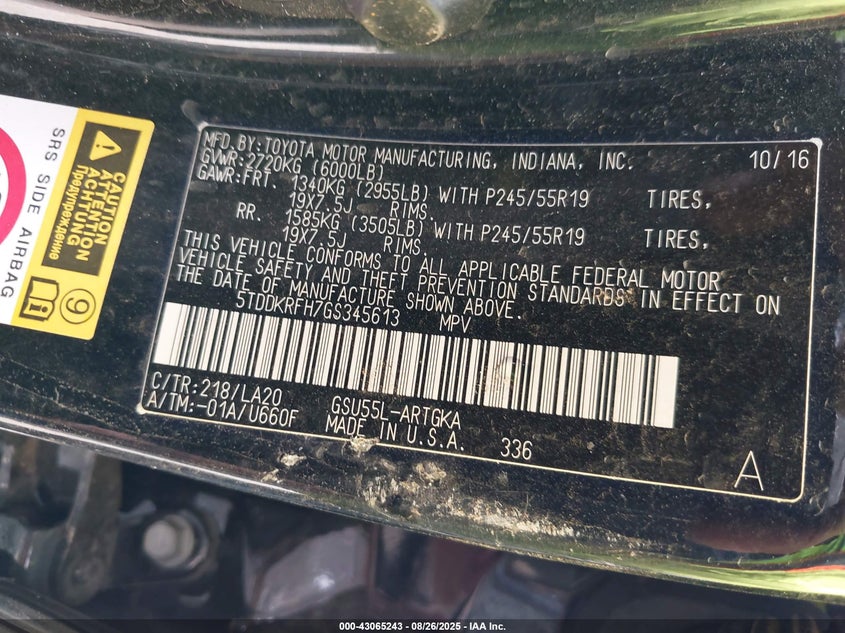 MFD. BY: TOYOTA MOTOR MANUFACTURING, INDIANA, INC. 10/16
GVWR:2720KG (6000LB)
GAWR:FRT. 1340KG (2955LB) WITH P245/55R19 TIRES,
19X7.5J RIMS.
RR. 1585KG (3505LB) WITH P245/55R19 TIRES,
19X7.5J RIMS.
THIS VEHICLE CONFORMS TO ALL APPLICABLE FEDERAL MOTOR
VEHICLE SAFETY AND THEFT PREVENTION STANDARDS IN EFFECT ON
THE DATE OF MANUFACTURE SHOWN ABOVE.
5TDDKRFH7GS345613 MPV
C/TR:218/LA20 GSU55L-ARTGKA
A/TM:-01A/U660F MADE IN U.S.A. 336
A
SRS SIDE AIRBAG
CAUTION
ATTENTION
ACHTUNG
Предупреждение
9
000-43065243 - 08/26/2025 - IAA Inc.